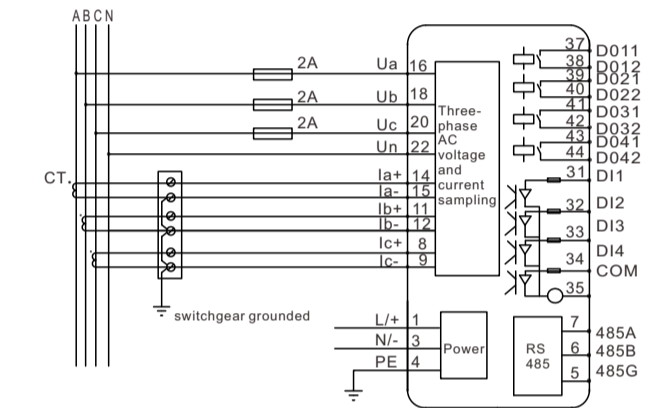 A B C N
2A Ua 16
2A Ub 18
2A Uc 20
Un 22
CT. Ia+ 14
Ia- 15
Ib+ 11
Ib- 12
Ic+ 8
Ic- 9
switchgear grounded
Three-
phase
AC
voltage
and
current
sampling
37 D011
38 D012
39 D021
40 D022
41 D031
42 D032
43 D041
44 D042
31 DI1
32 DI2
33 DI3
34 DI4
COM
35
L/+ 1
N/- 3
PE 4
Power
RS
485
7 485A
6 485B
5 485G